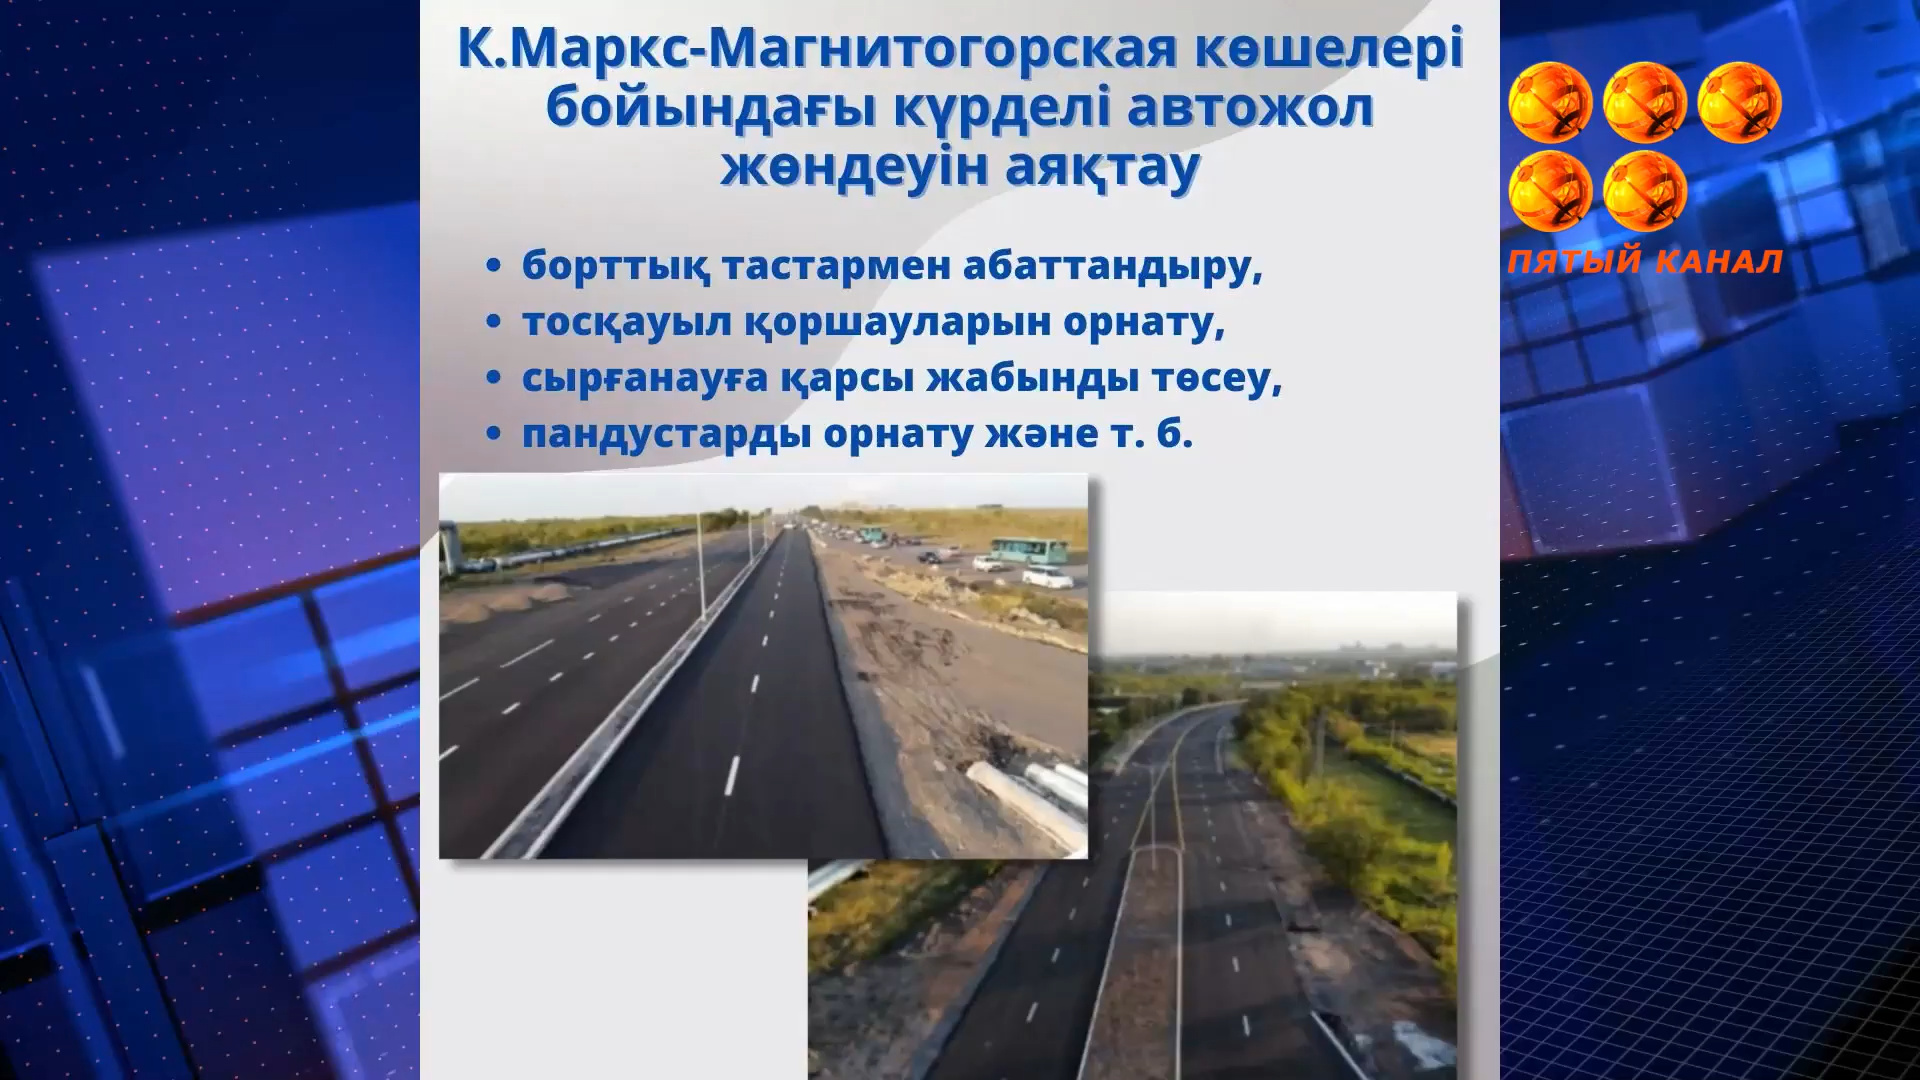 К.Маркс-Магнитогорская көшелері
бойындағы күрделі автожол
жөндеуін аяқтау
• борттық тастармен абаттандыру,
• тосқауыл қоршауларын орнату,
• сырғанауға қарсы жабынды төсеу,
• пандустарды орнату және т. б.
ПЯТЫЙ КАНАЛ